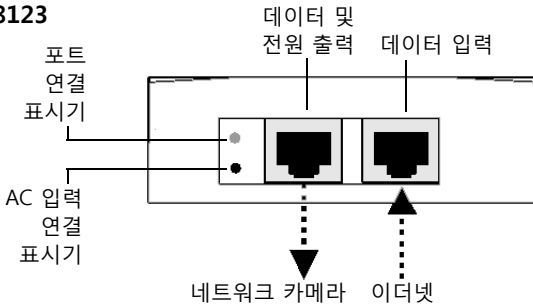 3123
데이터 및
전원 출력
데이터 입력
포트
연결
표시기
AC 입력
연결
표시기
네트워크 카메라
이더넷